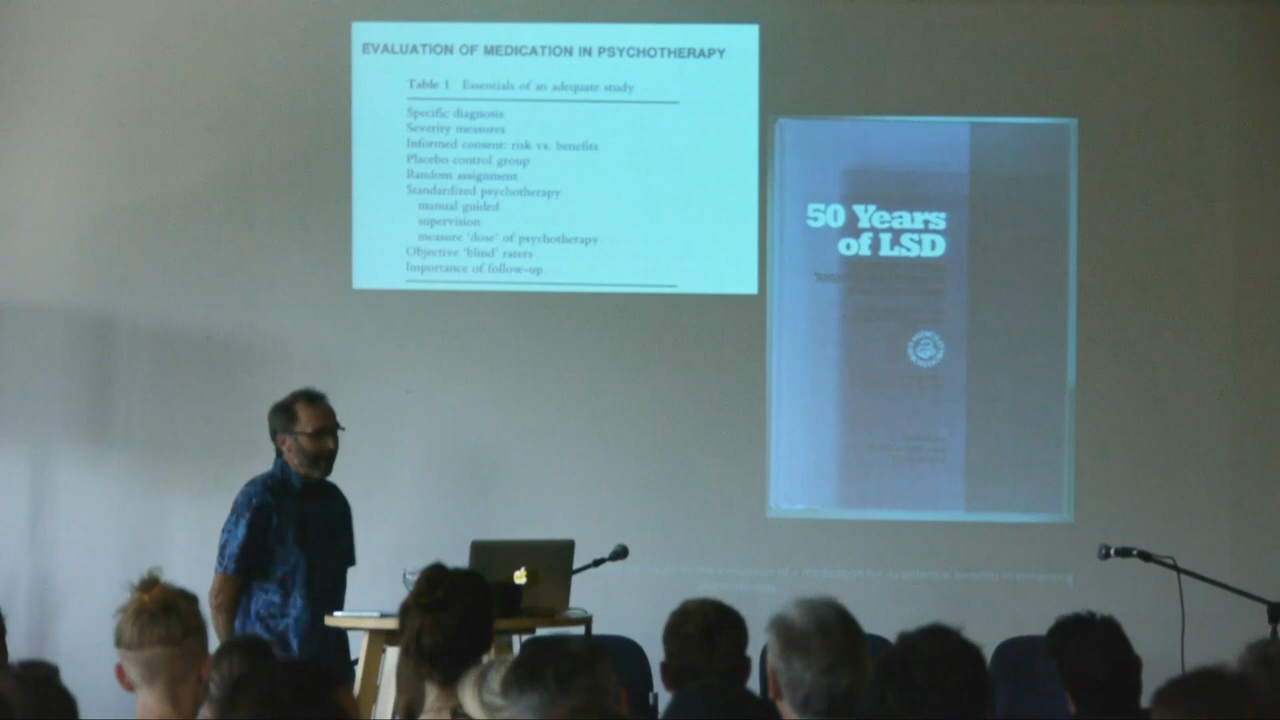 EVALUATION OF MEDICATION IN PSYCHOTHERAPY
Table 1 Essentials of an adequate study
Specific diagnosis
Severity measures
Informed consent: risk vs. benefits
Placebo control group
Random assignment
Standardized psychotherapy
manual guided
supervision
measure 'dose' of psychotherapy
Objective 'blind' raters
Importance of follow-up
50 Years
of LSD